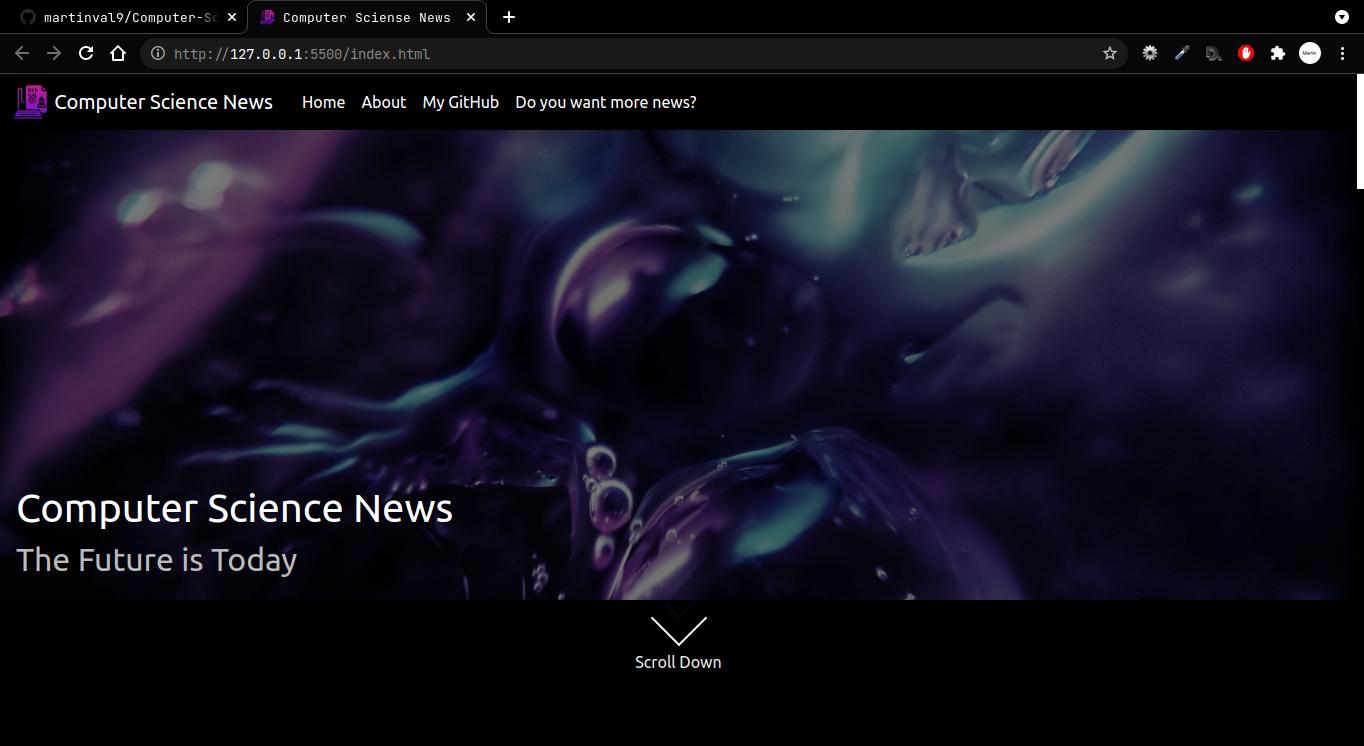 martinval9/Computer-Sc
Computer Sciense News
http://127.0.0.1:5500/index.html
Martin
Computer Science News Home About My GitHub Do you want more news?
Computer Science News
The Future is Today
Scroll Down